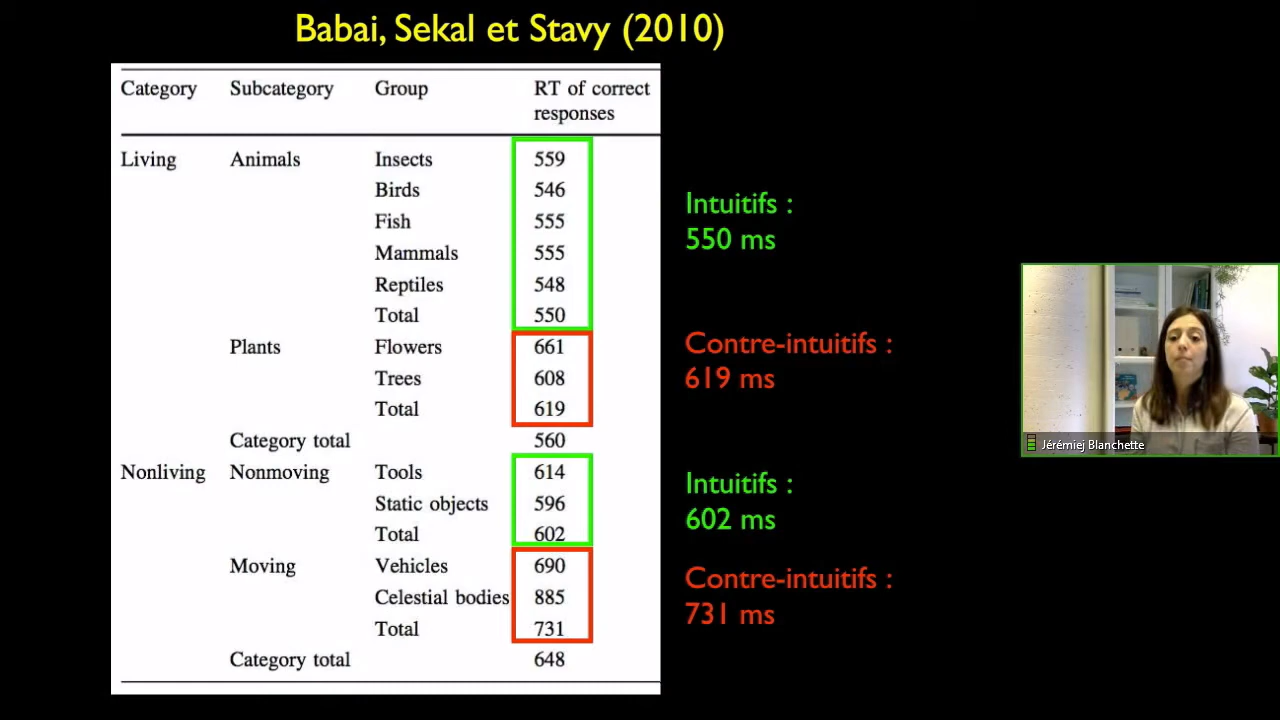 Babai, Sekal et Stavy (2010)
Category Subcategory Group RT of correct
responses
Living Animals Insects 559
Birds 546
Fish 555
Mammals 555
Reptiles 548
Total 550
Plants Flowers 661
Trees 608
Total 619
Category total 560
Nonliving Nonmoving Tools 614
Static objects 596
Total 602
Moving Vehicles 690
Celestial bodies 885
Total 731
Category total 648
Intuitifs :
550 ms
Contre-intuitifs :
619 ms
Intuitifs :
602 ms
Contre-intuitifs :
731 ms
Jérémiej Blanchette